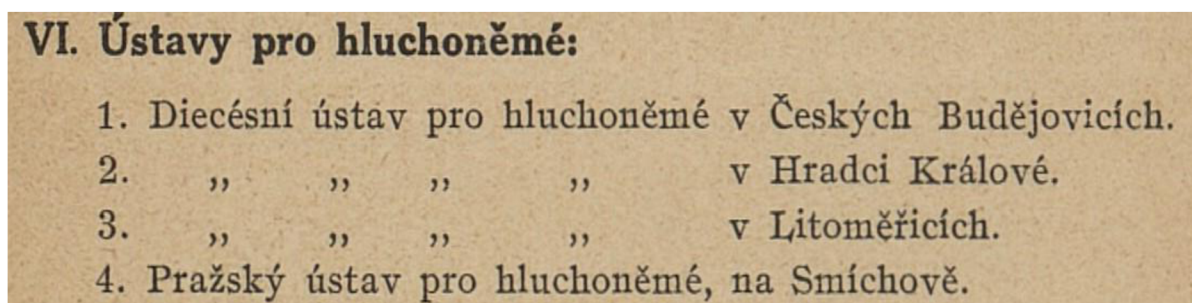 VI. Ústavy pro hluchoněmé:
1. Diecésní ústav pro hluchoněmé v Českých Budějovicích.
2. „ „ „ „ v Hradci Králové.
3. „ „ „ „ v Litoměřicích.
4. Pražský ústav pro hluchoněmé, na Smíchově.